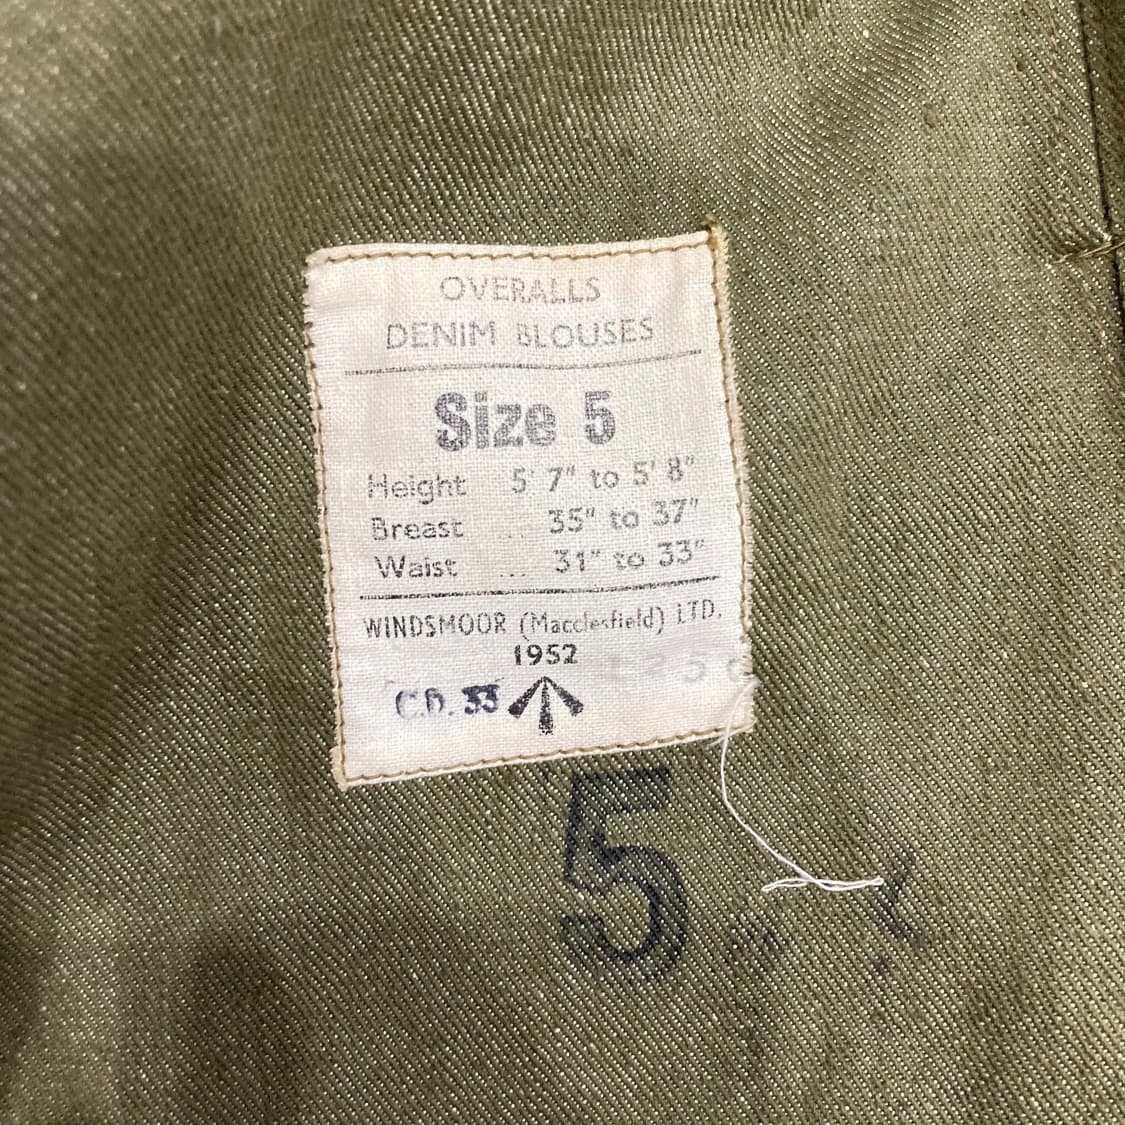 OVERALLS
DENIM BLOUSES
Size 5
Height 5' 7" to 5' 8"
Breast ... 35" to 37"
Waist ... 31" to 33"
WINDSMOOR (Macclesfield) LTD.
1952
C.D. 33
5